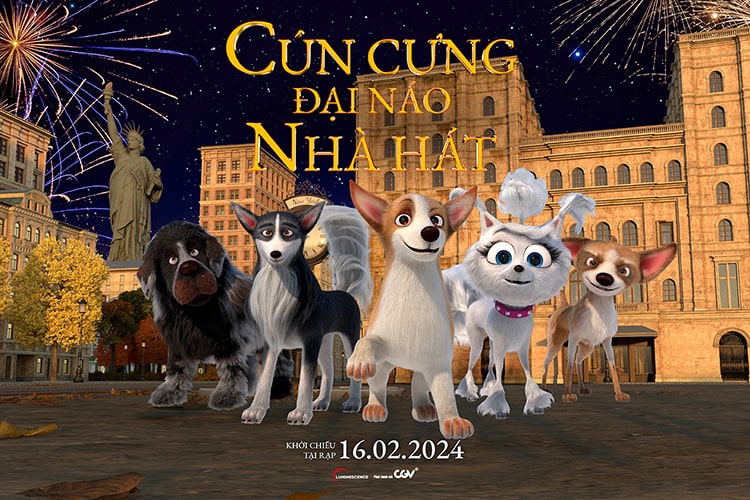 CÚN CƯNG
ĐẠI NÁO
NHÀ HÁT
KHỞI CHIẾU
TẠI RẠP 16.02.2024
LUMINESCENCE
CGV